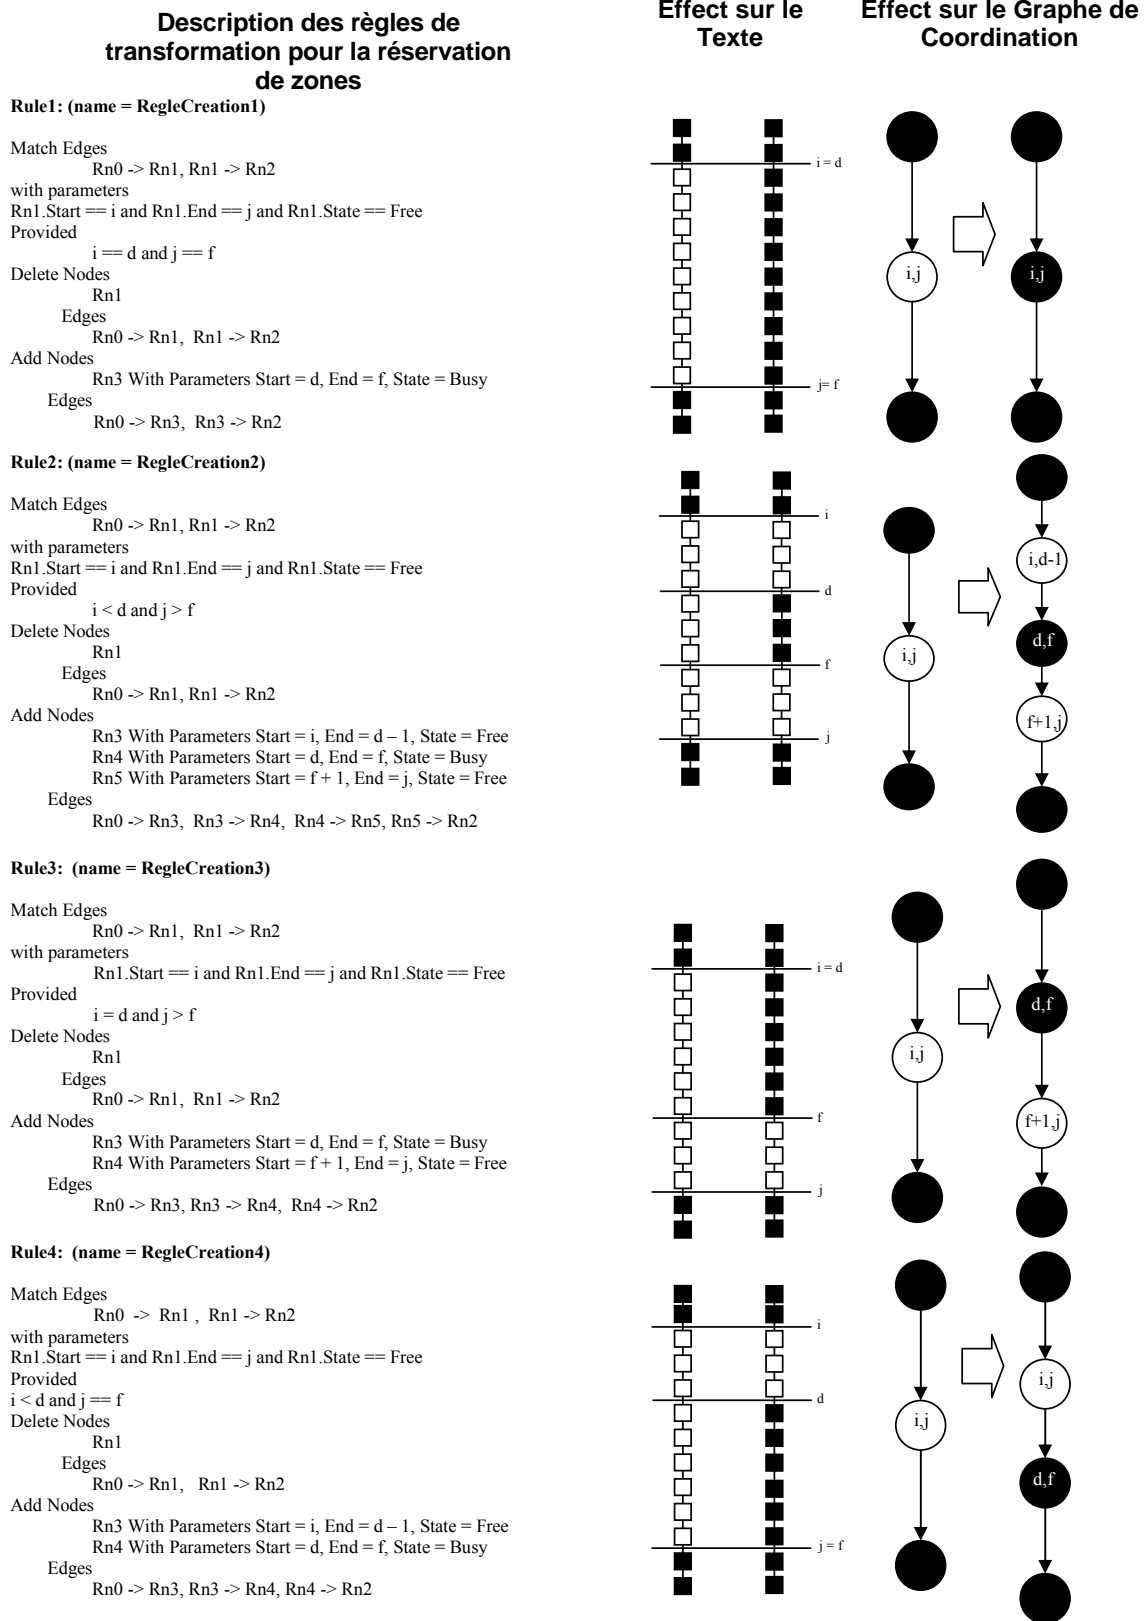 Description des règles de
transformation pour la réservation
de zones
Effect sur le
Texte
Effect sur le Graphe de
Coordination
Rule1: (name = RegleCreation1)
Match Edges
Rn0 -> Rn1, Rn1 -> Rn2
with parameters
Rn1.Start == i and Rn1.End == j and Rn1.State == Free
Provided
i == d and j == f
Delete Nodes
Rn1
Edges
Rn0 -> Rn1, Rn1 -> Rn2
Add Nodes
Rn3 With Parameters Start = d, End = f, State = Busy
Edges
Rn0 -> Rn3, Rn3 -> Rn2
i = d
j= f
i,j
i,j
Rule2: (name = RegleCreation2)
Match Edges
Rn0 -> Rn1, Rn1 -> Rn2
with parameters
Rn1.Start == i and Rn1.End == j and Rn1.State == Free
Provided
i < d and j > f
Delete Nodes
Rn1
Edges
Rn0 -> Rn1, Rn1 -> Rn2
Add Nodes
Rn3 With Parameters Start = i, End = d – 1, State = Free
Rn4 With Parameters Start = d, End = f, State = Busy
Rn5 With Parameters Start = f + 1, End = j, State = Free
Edges
Rn0 -> Rn3, Rn3 -> Rn4, Rn4 -> Rn5, Rn5 -> Rn2
i
d
f
j
i,j
i,d-1
d,f
f+1,j
Rule3: (name = RegleCreation3)
Match Edges
Rn0 -> Rn1, Rn1 -> Rn2
with parameters
Rn1.Start == i and Rn1.End == j and Rn1.State == Free
Provided
i = d and j > f
Delete Nodes
Rn1
Edges
Rn0 -> Rn1, Rn1 -> Rn2
Add Nodes
Rn3 With Parameters Start = d, End = f, State = Busy
Rn4 With Parameters Start = f + 1, End = j, State = Free
Edges
Rn0 -> Rn3, Rn3 -> Rn4, Rn4 -> Rn2
i = d
f
j
i,j
d,f
f+1,j
Rule4: (name = RegleCreation4)
Match Edges
Rn0 -> Rn1 , Rn1 -> Rn2
with parameters
Rn1.Start == i and Rn1.End == j and Rn1.State == Free
Provided
i < d and j == f
Delete Nodes
Rn1
Edges
Rn0 -> Rn1, Rn1 -> Rn2
Add Nodes
Rn3 With Parameters Start = i, End = d – 1, State = Free
Rn4 With Parameters Start = d, End = f, State = Busy
Edges
Rn0 -> Rn3, Rn3 -> Rn4, Rn4 -> Rn2
i
d
j = f
i,j
i,j
d,f